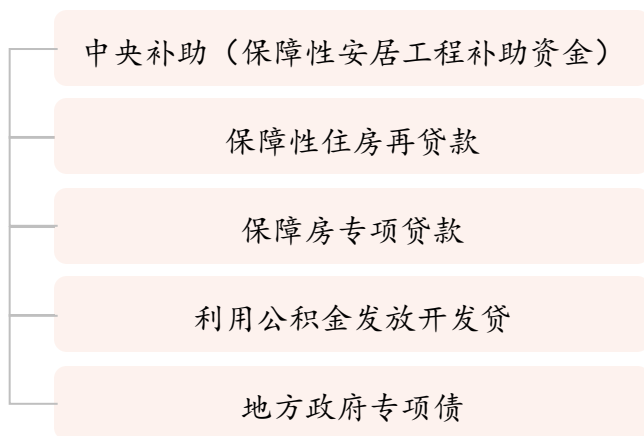 中央补助（保障性安居工程补助资金）
保障性住房再贷款
保障房专项贷款
利用公积金发放开发贷
地方政府专项债